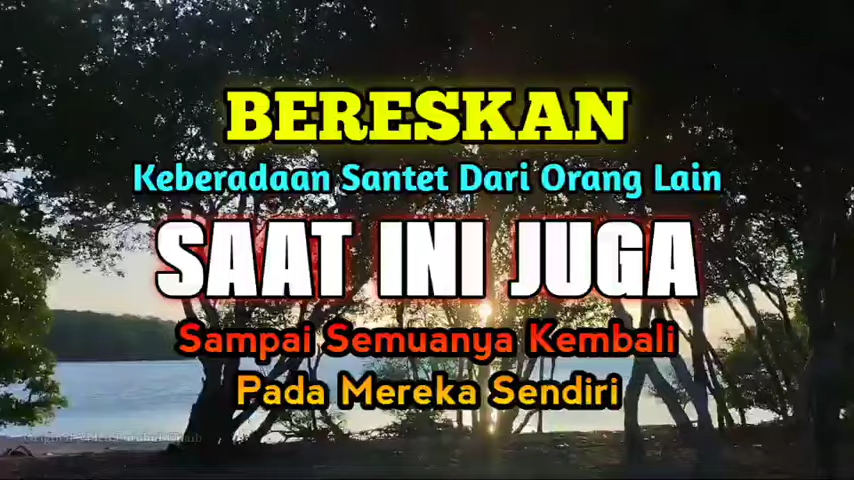 BERESKAN
Keberadaan Santet Dari Orang Lain
SAAT INI JUGA
Sampai Semuanya Kembali
Pada Mereka Sendiri